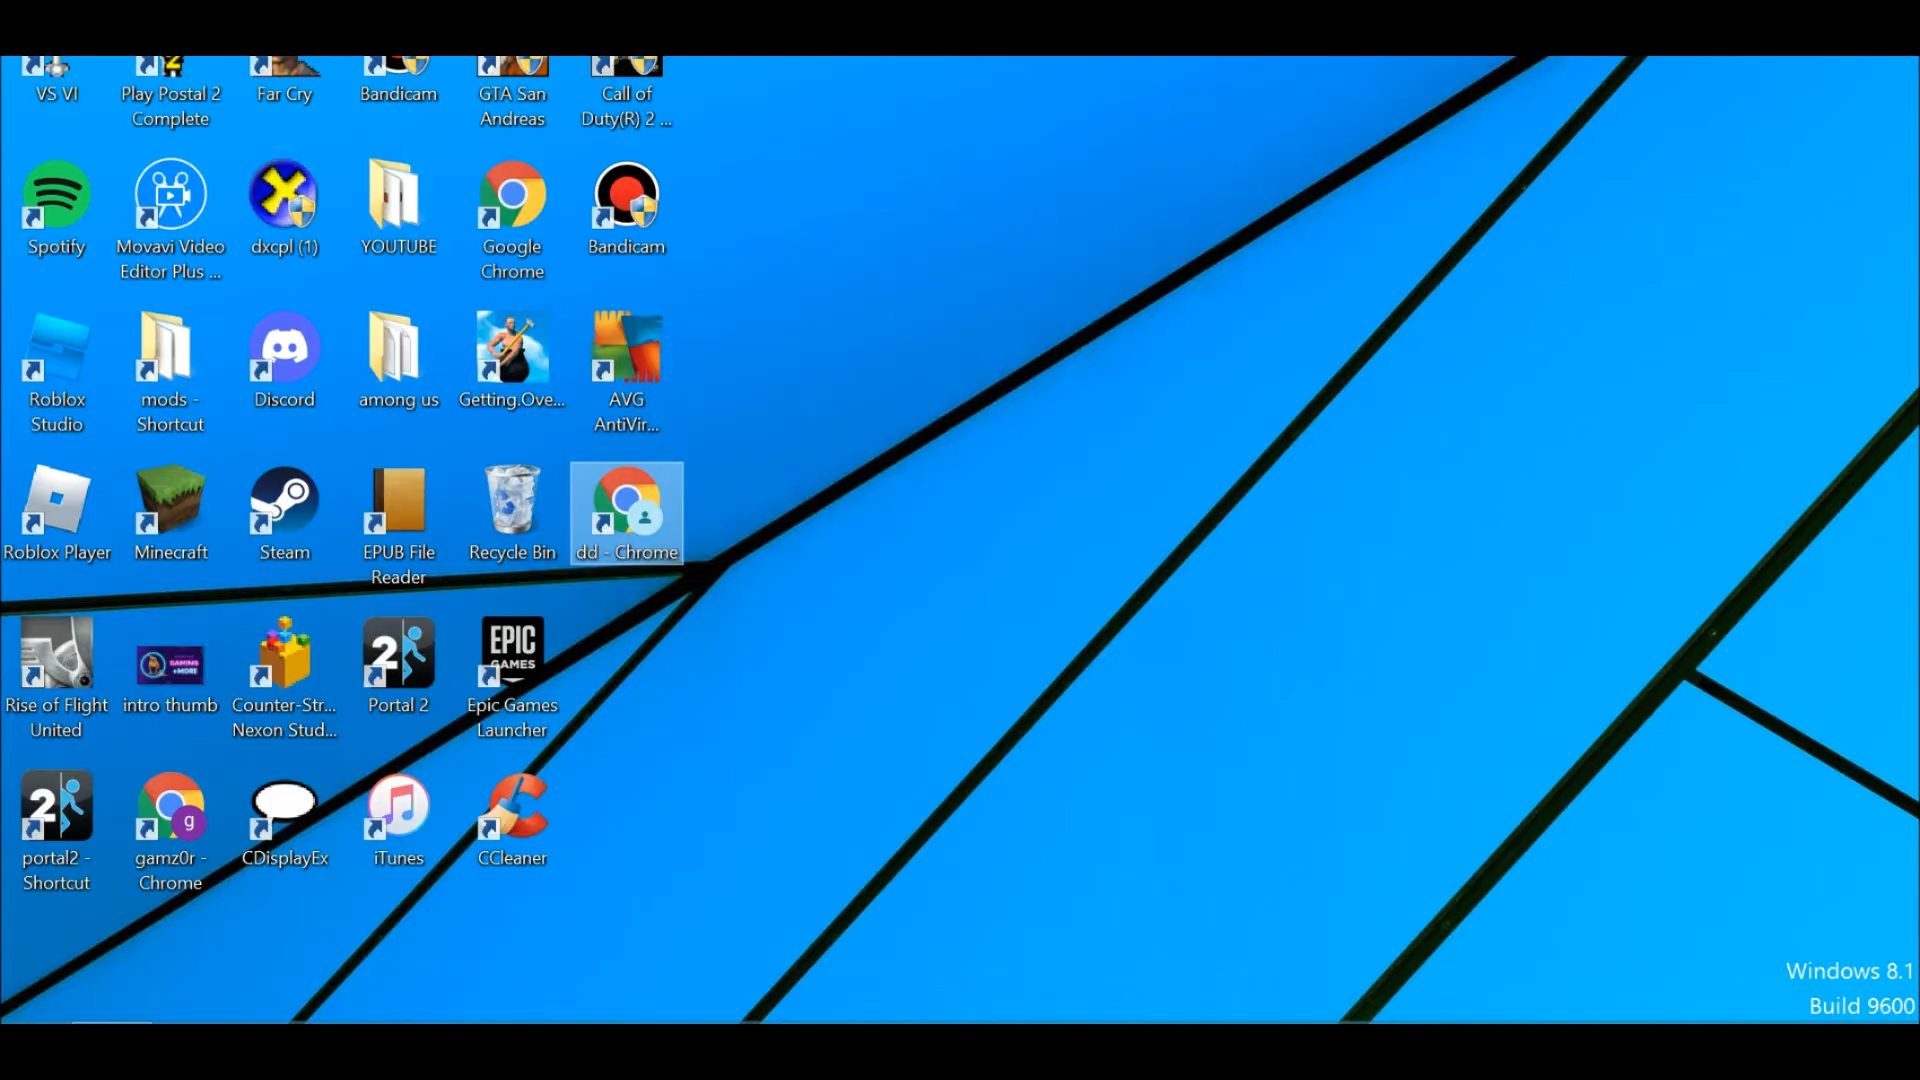 VS VI
Play Postal 2
Complete
Far Cry
Bandicam
GTA San
Andreas
Call of
Duty(R) 2 ...
Spotify
Movavi Video
Editor Plus ...
dxcpl (1)
YOUTUBE
Google
Chrome
Bandicam
Roblox
Studio
mods -
Shortcut
Discord
among us
Getting.Ove...
AVG
AntiVir...
Roblox Player
Minecraft
Steam
EPUB File
Reader
Recycle Bin
dd - Chrome
GAMING
+MORE
2
EPIC
GAMES
Rise of Flight
United
intro thumb
Counter-Str...
Nexon Stud...
Portal 2
Epic Games
Launcher
2
g
portal2 -
Shortcut
gamz0r -
Chrome
CDisplayEx
iTunes
CCleaner
Windows 8.1
Build 9600